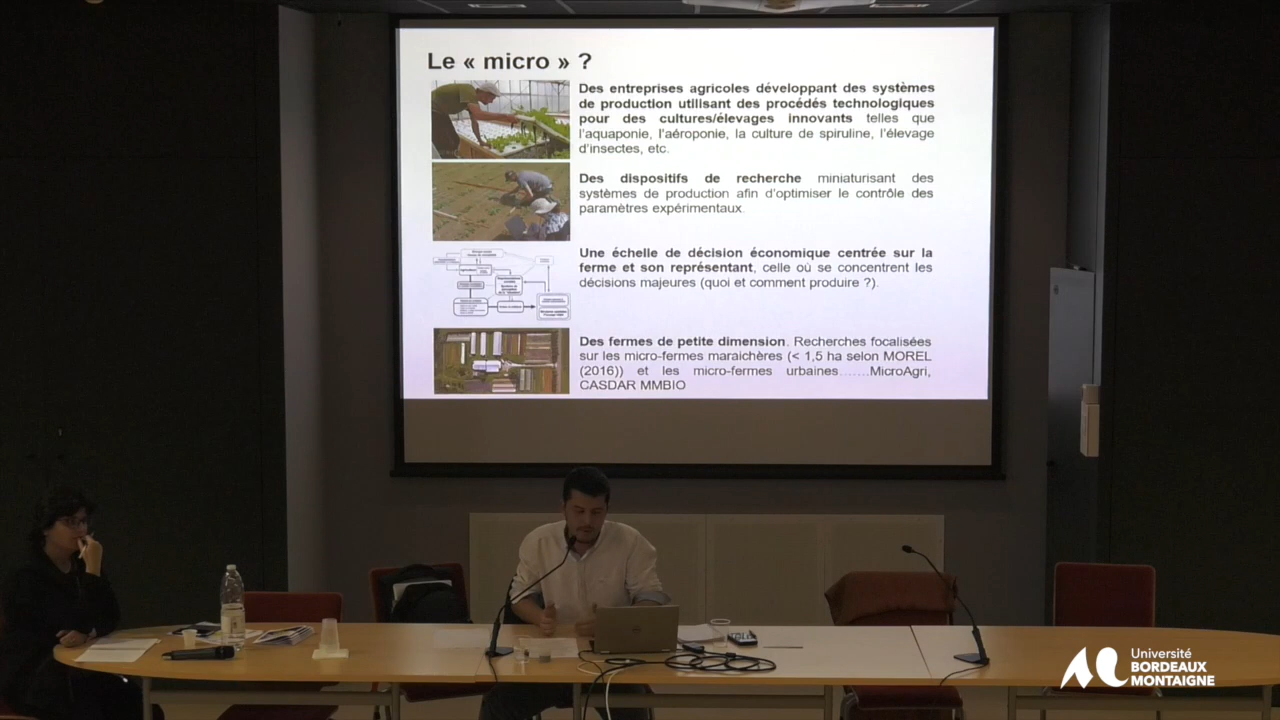 Le « micro » ?
Des entreprises agricoles développant des systèmes
de production utilisant des procédés technologiques
pour des cultures/élevages innovants telles que
l'aquaponie, l'aéroponie, la culture de spiruline, l'élevage
d'insectes, etc.
Des dispositifs de recherche miniaturisant des
systèmes de production afin d'optimiser le contrôle des
paramètres expérimentaux.
Une échelle de décision économique centrée sur la
ferme et son représentant, celle où se concentrent les
décisions majeures (quoi et comment produire ?).
Des fermes de petite dimension. Recherches focalisées
sur les micro-fermes maraichères (< 1,5 ha selon MOREL
(2016)) et les micro-fermes urbaines…….MicroAgri,
CASDAR MMBIO
Université
BORDEAUX
MONTAIGNE